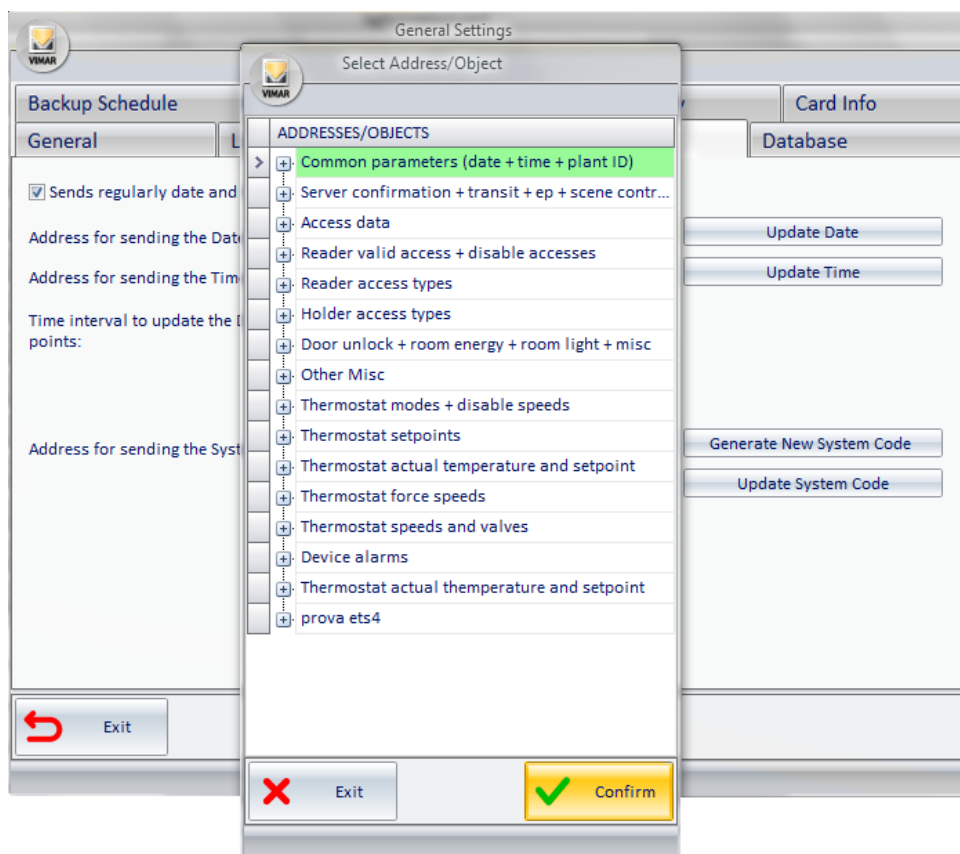 General Settings
VIMAR
Select Address/Object
VIMAR
Backup Schedule
Card Info
General
Database
ADDRESSES/OBJECTS
Common parameters (date + time + plant ID)
Sends regularly date and
Server confirmation + transit + ep + scene contr...
Access data
Address for sending the Date
Update Date
Reader valid access + disable accesses
Address for sending the Time
Update Time
Reader access types
Time interval to update the
points:
Holder access types
Door unlock + room energy + room light + misc
Other Misc
Thermostat modes + disable speeds
Thermostat setpoints
Address for sending the Syst
Generate New System Code
Thermostat actual temperature and setpoint
Update System Code
Thermostat force speeds
Thermostat speeds and valves
Device alarms
Thermostat actual themperature and setpoint
prova ets4
Exit
Exit
Confirm